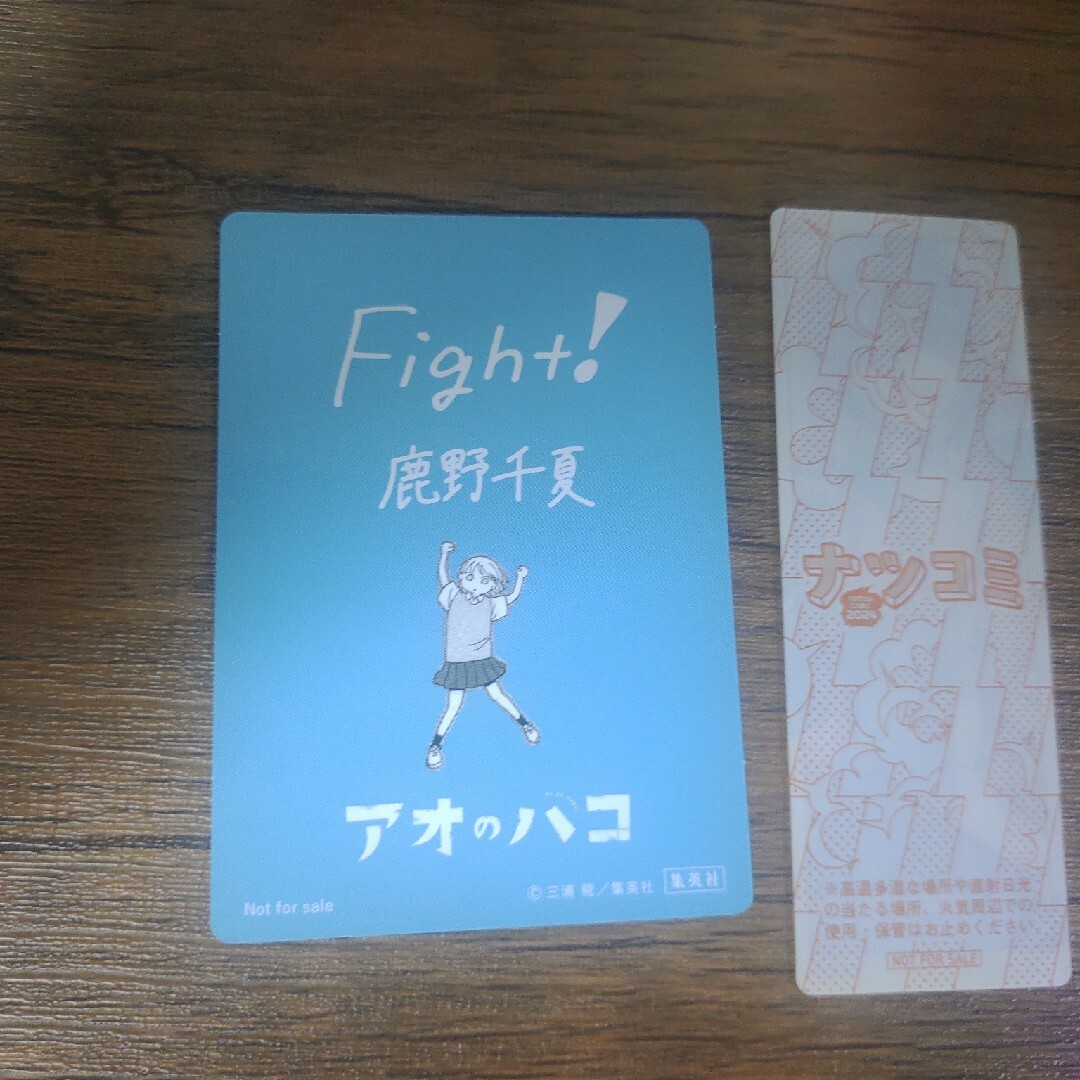 Fight!
鹿野千夏
アオのハコ
Not for sale
©三浦 糀／集英社
集英社
ナツコミ
2024
※高温多湿な場所や直射日光
の当たる場所、火気周辺での
使用・保管はお止めください
NOT FOR SALE